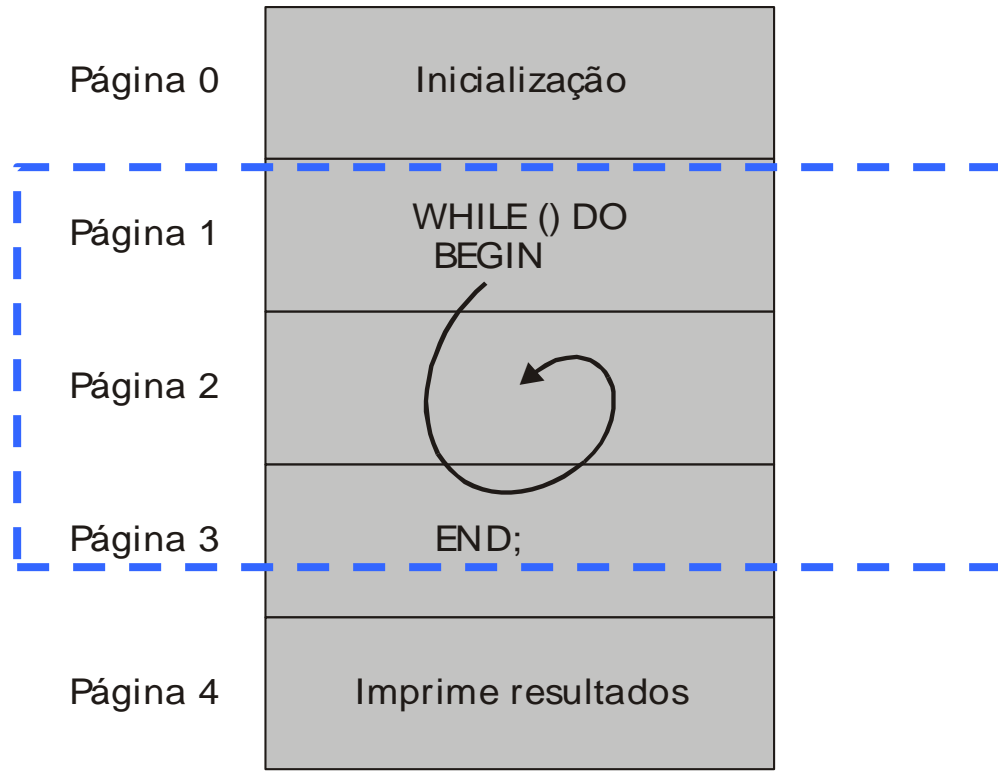 Página 0
Inicialização
Página 1
WHILE () DO
BEGIN
Página 2
Página 3
END;
Página 4
Imprime resultados